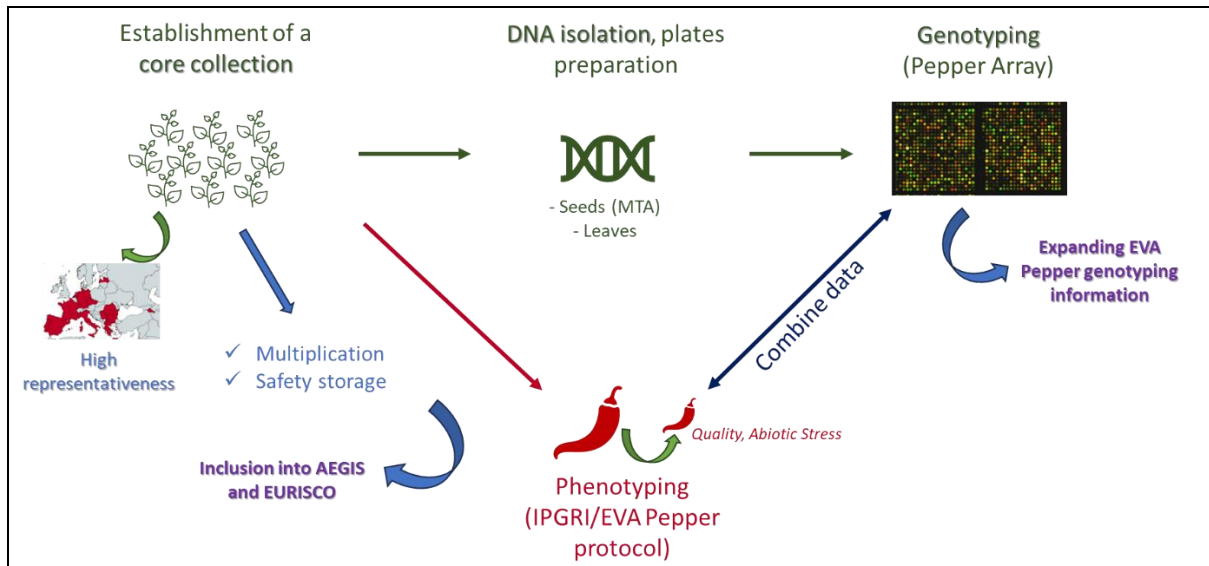 Establishment of a
core collection
DNA isolation, plates
preparation
Genotyping
(Pepper Array)
- Seeds (MTA)
- Leaves
Expanding EVA
Pepper genotyping
information
High
representativeness
✓ Multiplication
✓ Safety storage
Combine data
Quality, Abiotic Stress
Inclusion into AEGIS
and EURISCO
Phenotyping
(IPGRI/EVA Pepper
protocol)